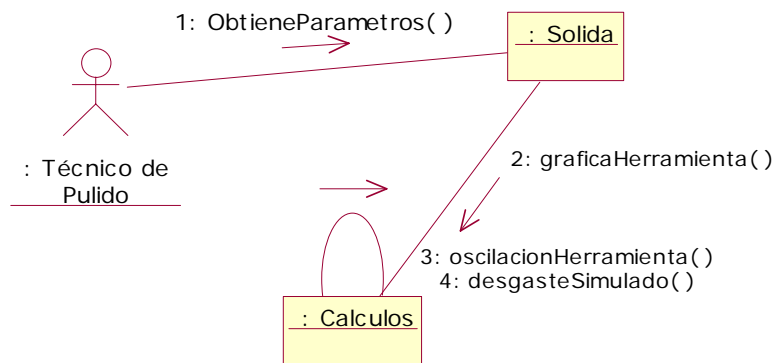 1: ObtieneParametros()
: Solida
: Técnico de
Pulido
2: graficaHerramienta()
3: oscilacionHerramienta()
4: desgasteSimulado()
: Calculos